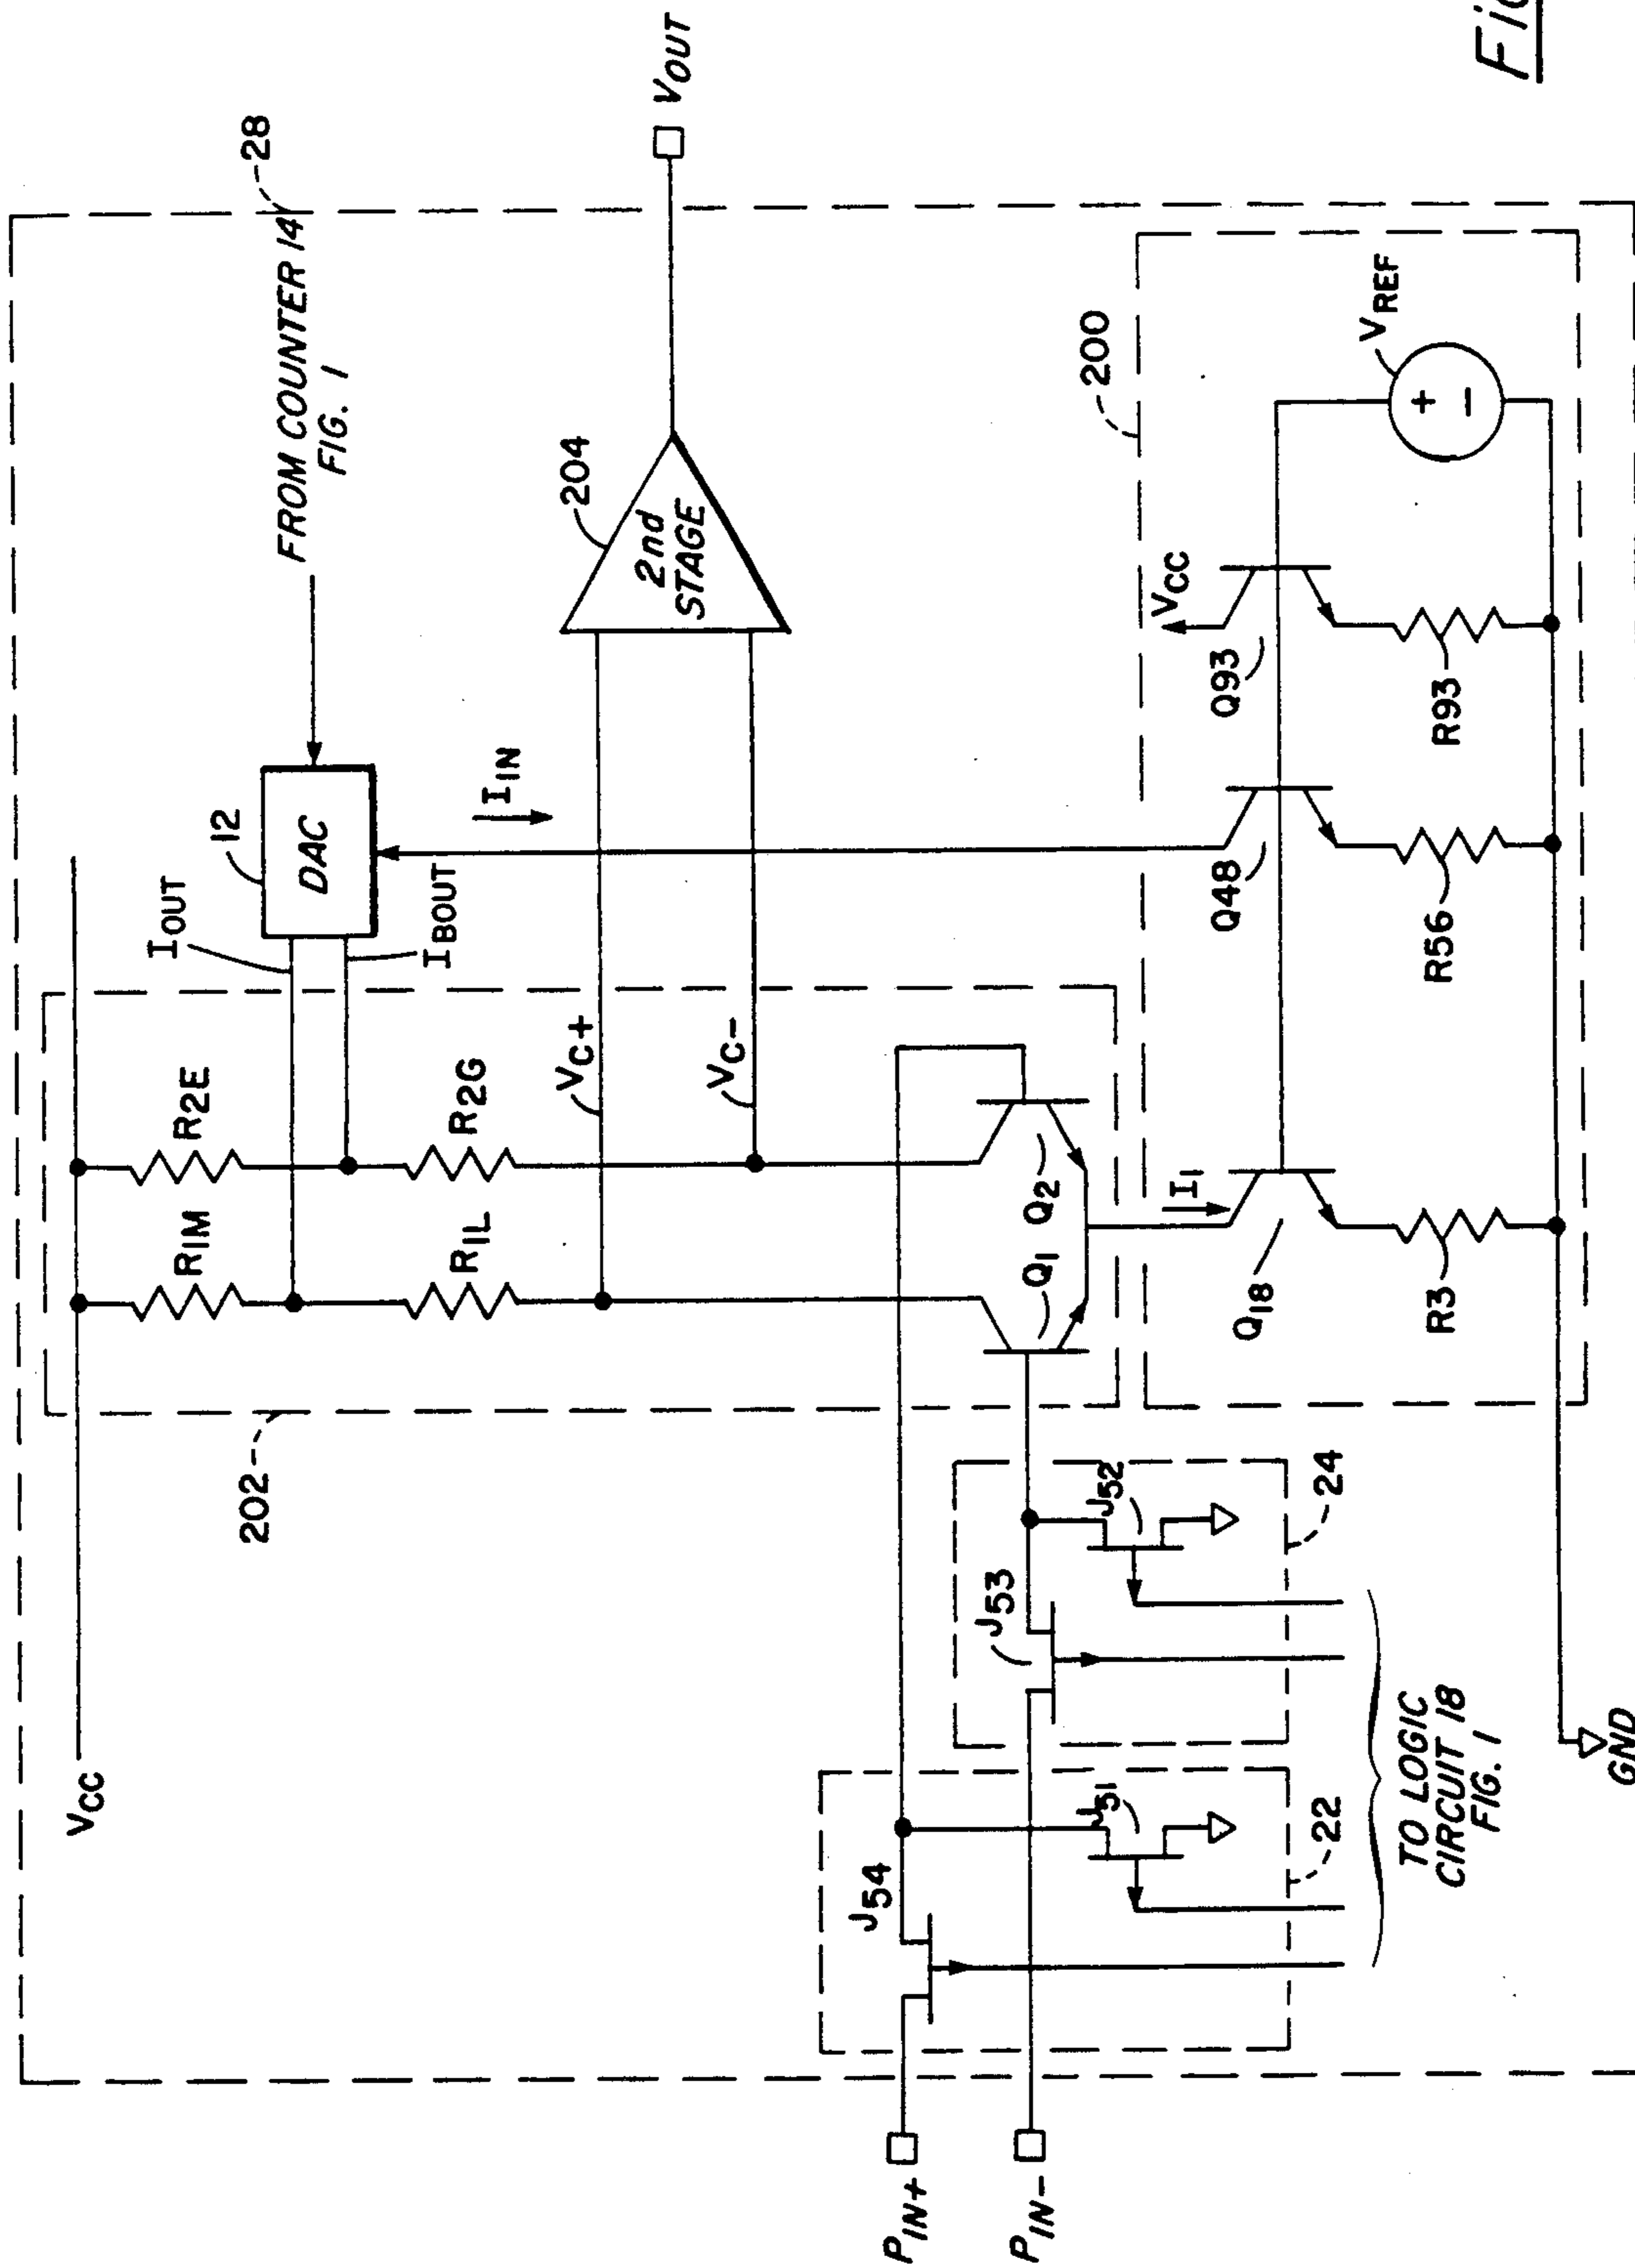 VCC
202
R1M
R2E
R1L
R2G
IOUT
IBOUT
12
DAC
FROM COUNTER 14
FIG. 1
28
IIN
VC+
VC-
204
2nd
STAGE
VOUT
PIN+
PIN-
J54
J51
22
J53
J52
24
TO LOGIC
CIRCUIT 18
FIG. 1
Q1
Q2
I1
Q18
R3
Q48
R56
Q93
R93
VCC
200
VREF
+
-
GND